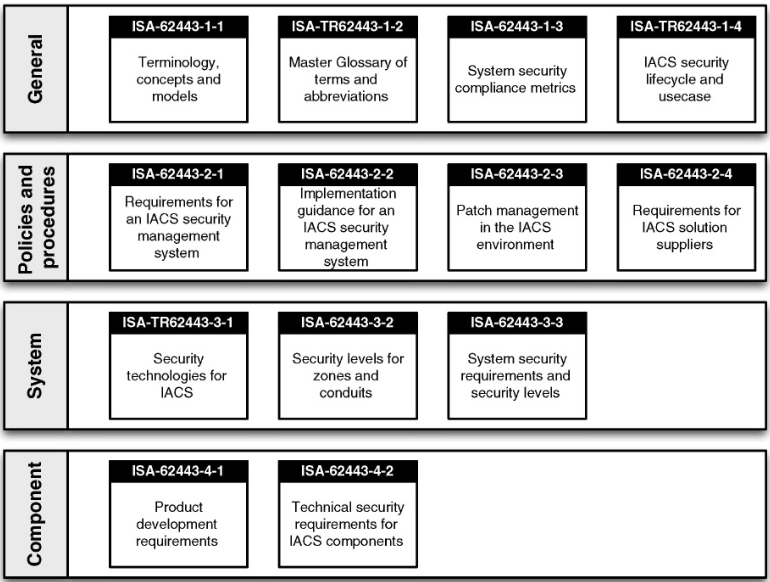 General
ISA-62443-1-1
Terminology,
concepts and
models
ISA-TR62443-1-2
Master Glossary of
terms and
abbreviations
ISA-62443-1-3
System security
compliance metrics
ISA-TR62443-1-4
IACS security
lifecycle and
usecase
Policies and
procedures
ISA-62443-2-1
Requirements for
an IACS security
management
system
ISA-62443-2-2
Implementation
guidance for an
IACS security
management
system
ISA-62443-2-3
Patch management
in the IACS
environment
ISA-62443-2-4
Requirements for
IACS solution
suppliers
System
ISA-TR62443-3-1
Security
technologies for
IACS
ISA-62443-3-2
Security levels for
zones and
conduits
ISA-62443-3-3
System security
requirements and
security levels
Component
ISA-62443-4-1
Product
development
requirements
ISA-62443-4-2
Technical security
requirements for
IACS components